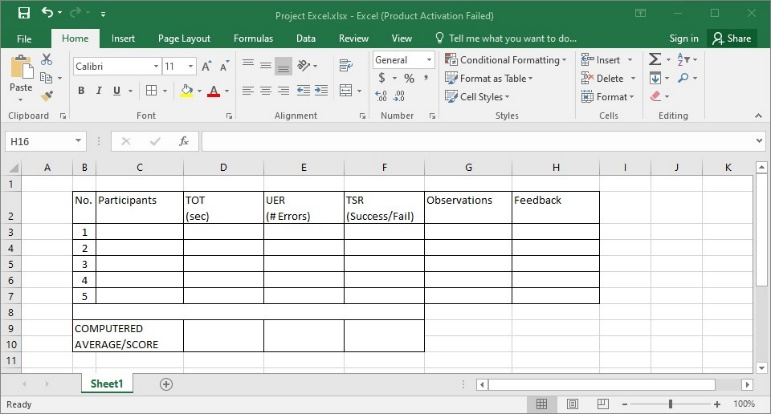 Project Excel.xlsx - Excel (Product Activation Failed)
File Home Insert Page Layout Formulas Data Review View Tell me what you want to do... Sign in Share
Paste
Calibri 11 A A
B I U A
General
$ % ,
.00 .0
Conditional Formatting
Format as Table
Cell Styles
Insert
Delete
Format
Clipboard Font Alignment Number Styles Cells Editing
H16 fx
A B C D E F G H I J K
1
2 No. Participants TOT (sec) UER (# Errors) TSR (Success/Fail) Observations Feedback
3 1
4 2
5 3
6 4
7 5
8
9 COMPUTERED
10 AVERAGE/SCORE
11
Sheet1
Ready 100%